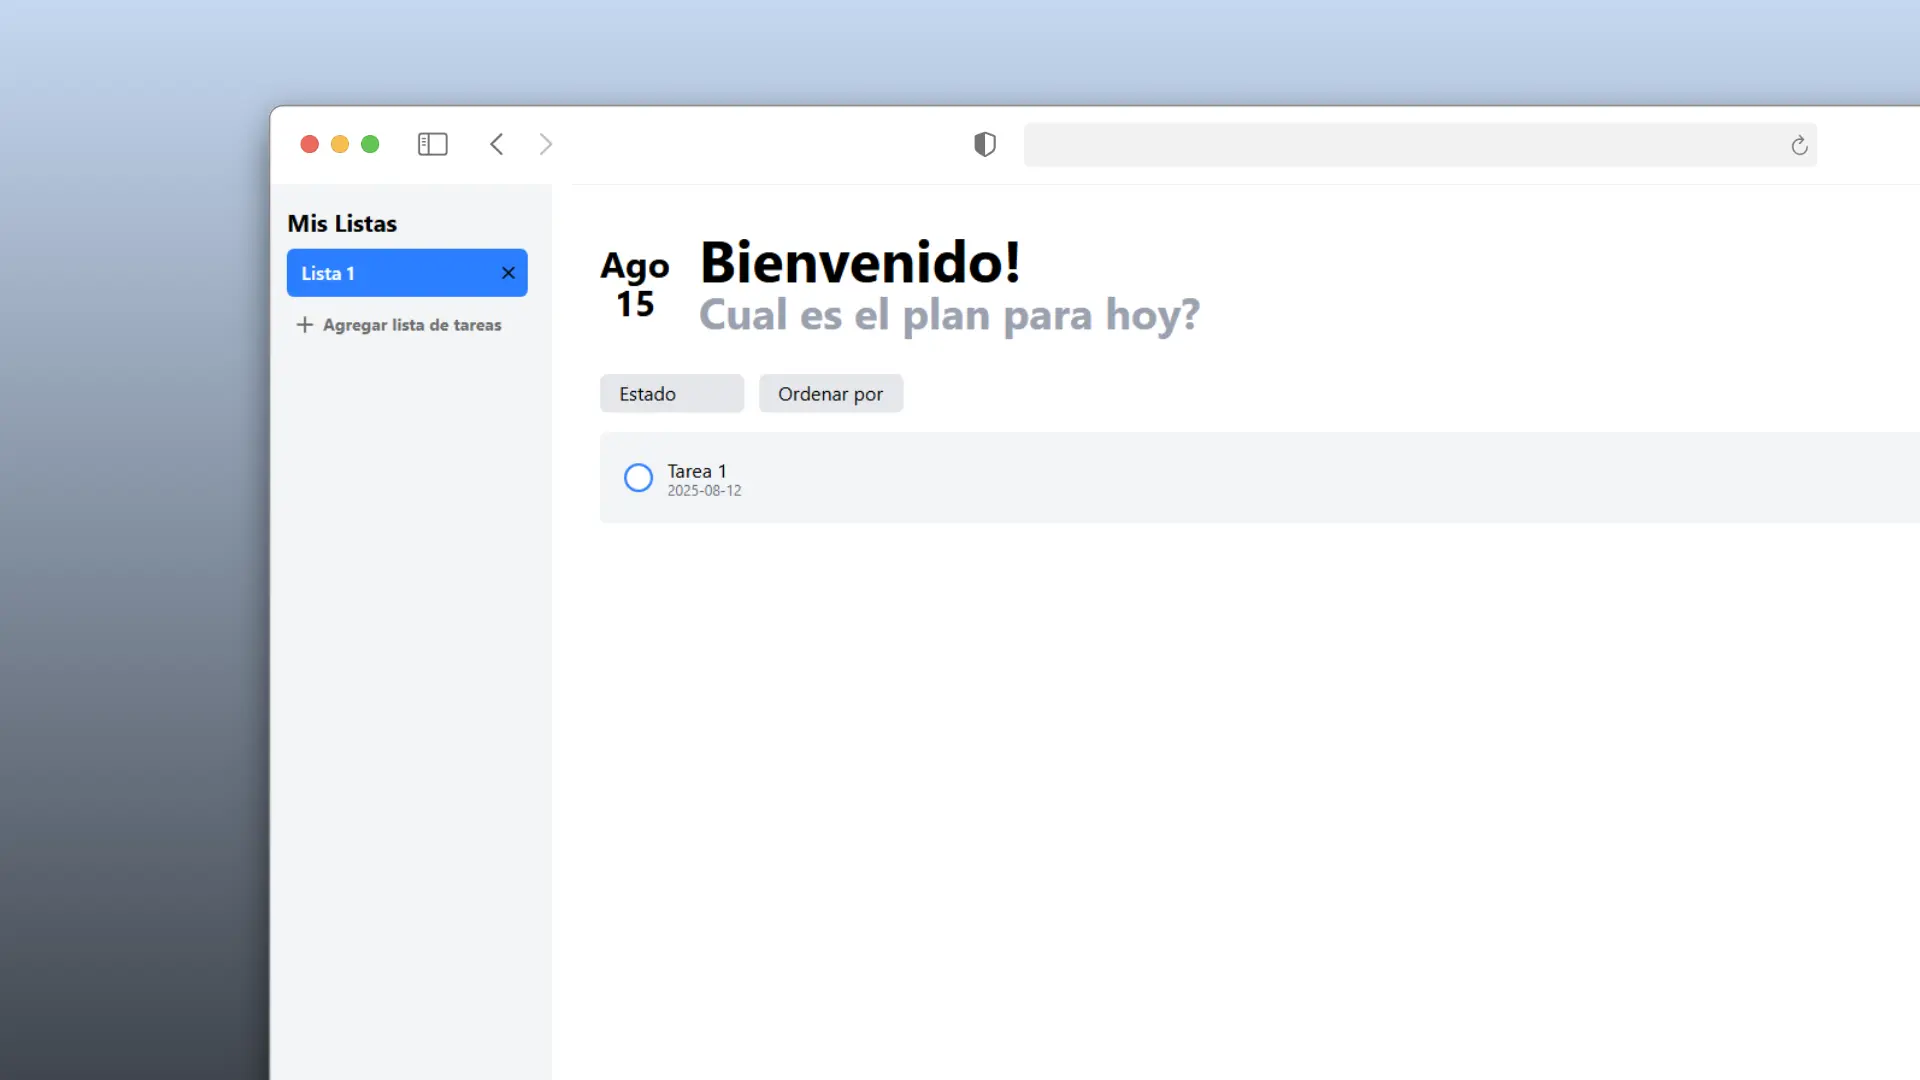 Mis Listas
Lista 1
Agregar lista de tareas
Ago
15
Bienvenido!
Cual es el plan para hoy?
Estado
Ordenar por
Tarea 1
2025-08-12